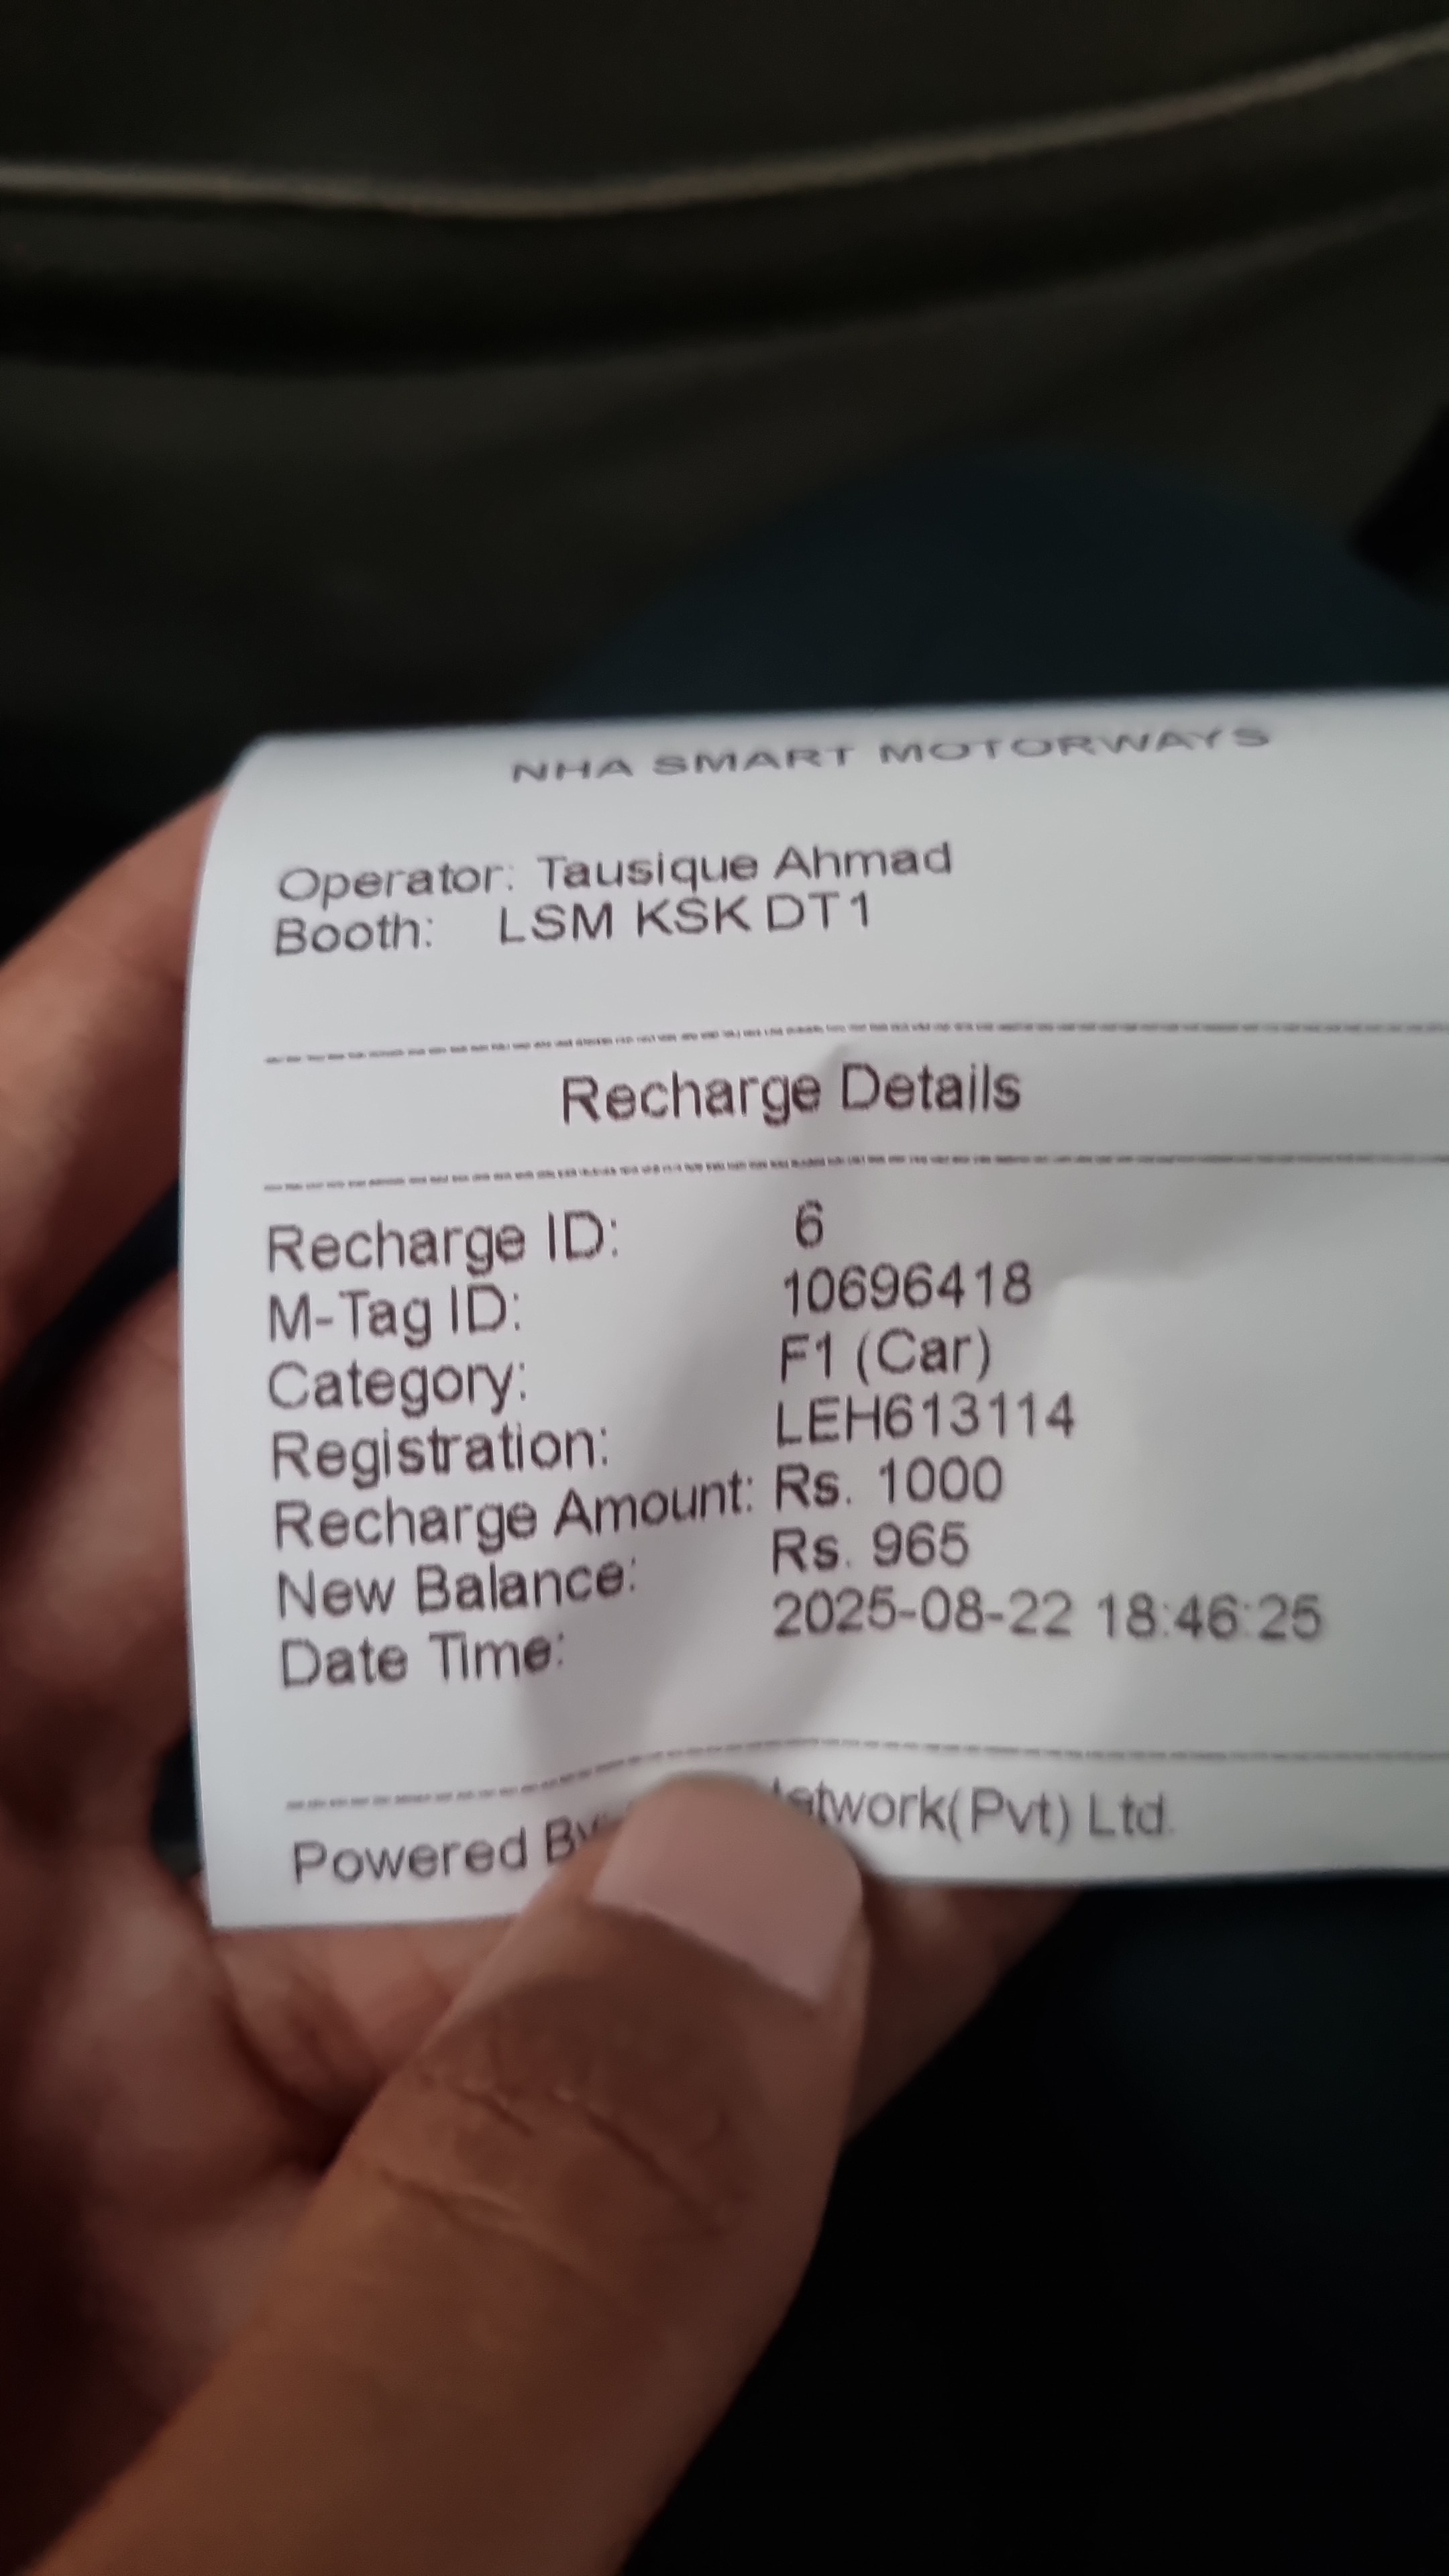 NHA SMART MOTORWAYS
Operator: Tausique Ahmad
Booth: LSM KSK DT1
Recharge Details
Recharge ID: 6
M-Tag ID: 10696418
Category: F1 (Car)
Registration: LEH613114
Recharge Amount: Rs. 1000
New Balance: Rs. 965
Date Time: 2025-08-22 18:46:25
Powered By (Pvt) Ltd.